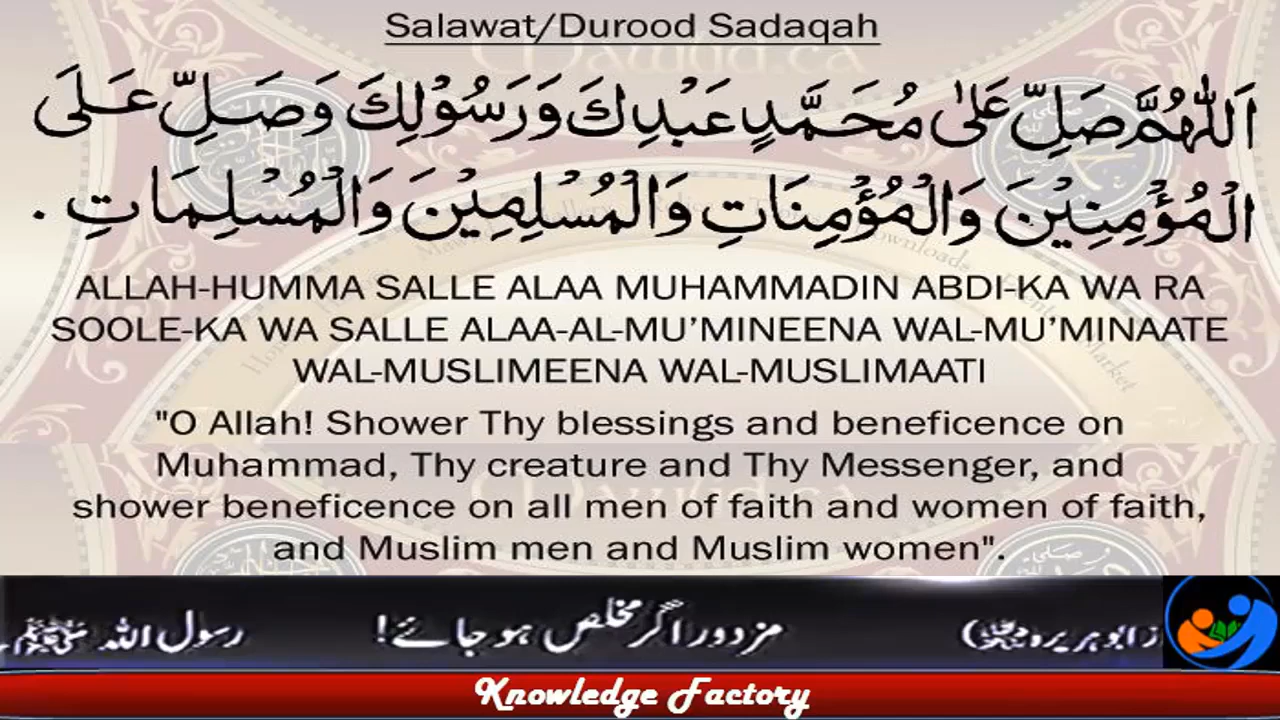 Salawat/Durood Sadaqah
اَللّٰهُمَّ صَلِّ عَلٰى مُحَمَّدٍ عَبْدِكَ وَرَسُوْلِكَ وَصَلِّ عَلَى
الْمُؤْمِنِيْنَ وَالْمُؤْمِنَاتِ وَالْمُسْلِمِيْنَ وَالْمُسْلِمَاتِ .
ALLAH-HUMMA SALLE ALAA MUHAMMADIN ABDI-KA WA RA
SOOLE-KA WA SALLE ALAA-AL-MU’MINEENA WAL-MU’MINAATE
WAL-MUSLIMEENA WAL-MUSLIMAATI
"O Allah! Shower Thy blessings and beneficence on
Muhammad, Thy creature and Thy Messenger, and
shower beneficence on all men of faith and women of faith,
and Muslim men and Muslim women".
ابوہریرہ) مزدور اگر مخلص ہو جائے! رسول اللہ ﷺ
Knowledge Factory